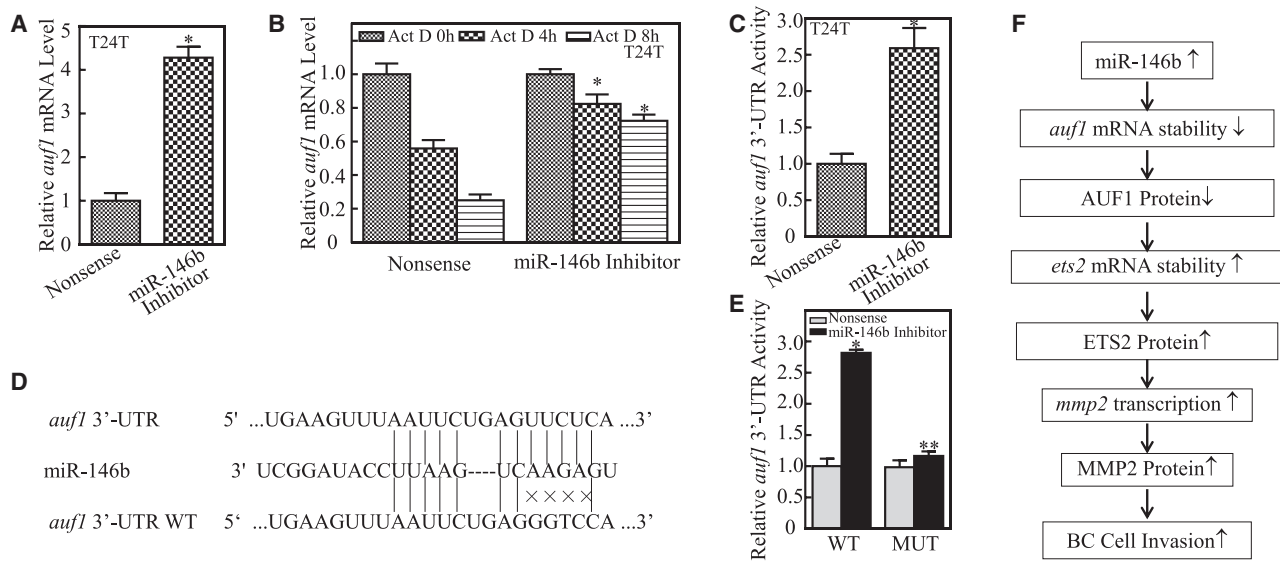 A
Relative auf1 mRNA Level
5
4
3
2
1
0
T24T
*
Nonsense
miR-146b
Inhibitor
B
Relative auf1 mRNA Level
1.0
0.8
0.6
0.4
0.2
0
Act D 0h Act D 4h Act D 8h
T24T
* *
Nonsense miR-146b Inhibitor
C
Relative auf1 3’-UTR Activity
3.0
2.5
2.0
1.5
1.0
0.5
0
T24T
*
Nonsense
miR-146b
Inhibitor
D
auf1 3’-UTR 5' ...UGAAGUUUAAUUCUGAGUUCUCA ...3’
miR-146b 3' UCGGAUACCUUAAG----UCAAGAGU
××××
auf1 3’-UTR WT 5‘ ...UGAAGUUUAAUUCUGAGGGTCCA ...3’
E
Relative auf1 3’-UTR Activity
3.0
2.5
2.0
1.5
1.0
0.5
0
Nonsense
miR-146b Inhibitor
*
**
WT MUT
F
miR-146b ↑
auf1 mRNA stability ↓
AUF1 Protein↓
ets2 mRNA stability ↑
ETS2 Protein↑
mmp2 transcription ↑
MMP2 Protein↑
BC Cell Invasion↑